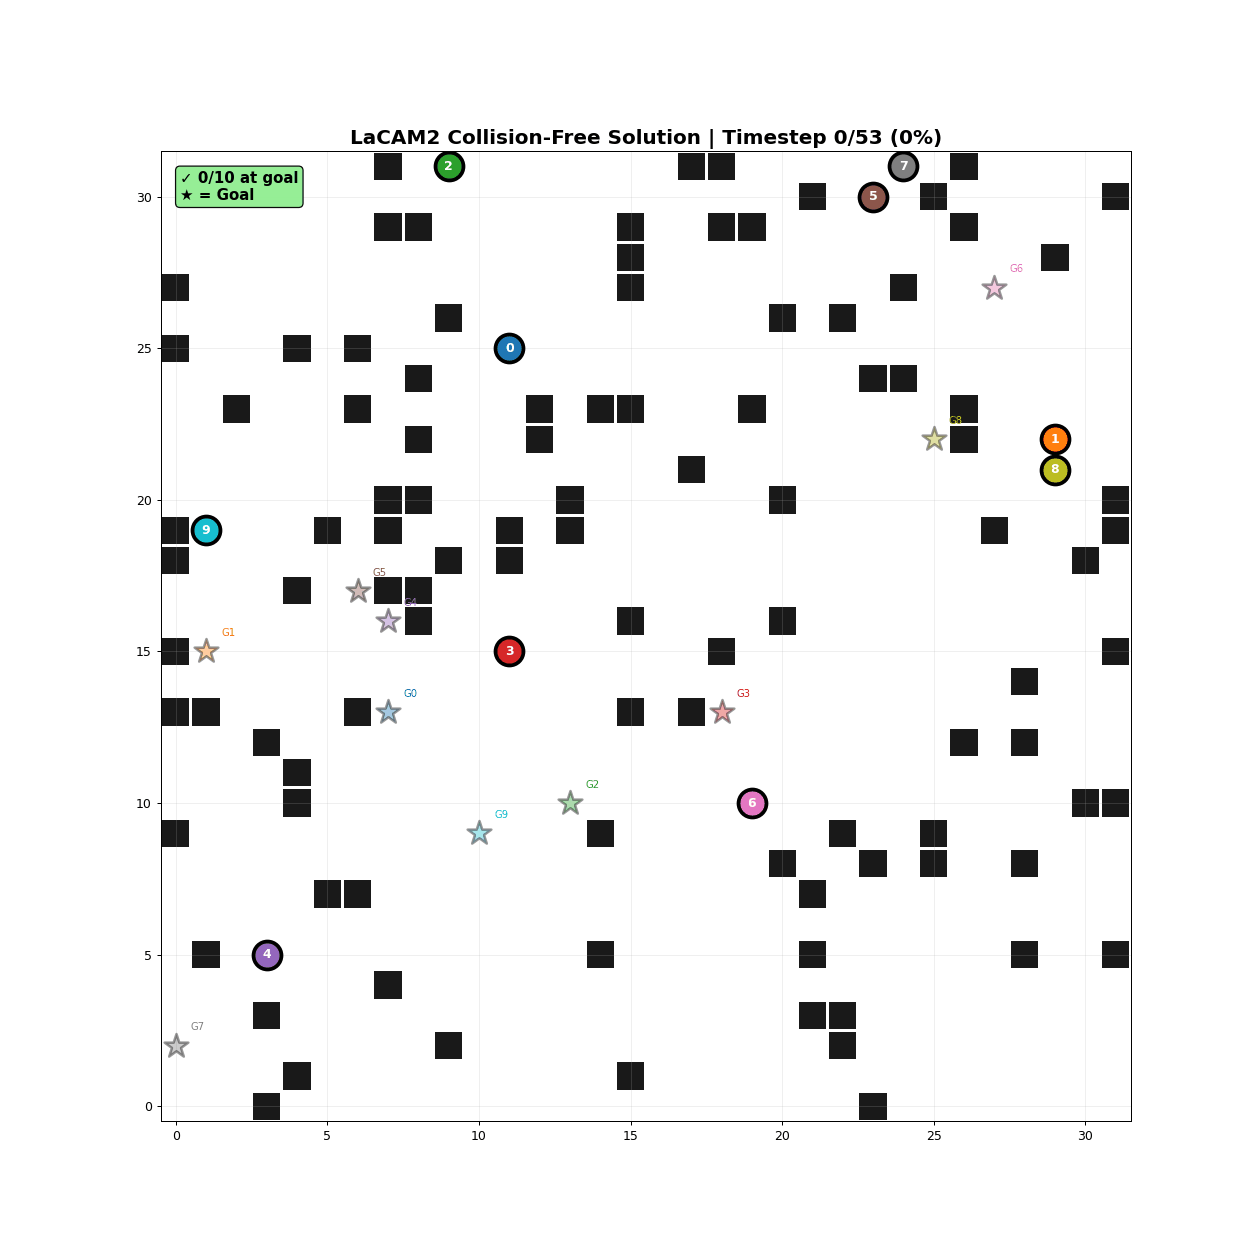 LaCAM2 Collision-Free Solution | Timestep 0/53 (0%)
✓ 0/10 at goal
★ = Goal
2
7
5
30
G6
0
25
G8
1
8
20
9
G5
G4
3
15
G1
G0
G3
G2
6
10
G9
4
5
G7
0
0 5 10 15 20 25 30